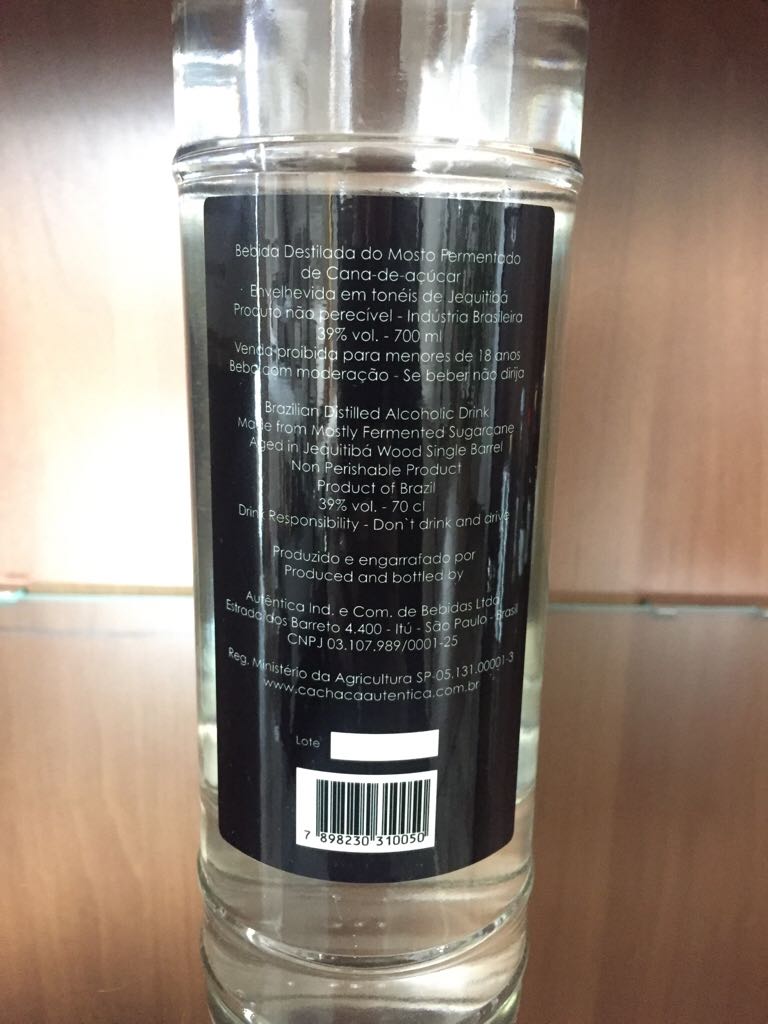 Bebida Destilada do Mosto Fermentado
de Cana-de-açúcar
Envelhevida em tonéis de Jequitibá
Produto não perecível - Indústria Brasileira
39% vol. - 700 ml
Venda proibida para menores de 18 anos
Beba com moderação - Se beber não dirija
Brazilian Distilled Alcoholic Drink
Made from Mostly Fermented Sugarcane
Aged in Jequitibá Wood Single Barrel
Non Perishable Product
Product of Brazil
39% vol. - 70 cl
Drink Responsibility - Don`t drink and drive
Produzido e engarrafado por
Produced and bottled by
Autêntica Ind. e Com. de Bebidas Ltda
Estrada dos Barreto 4.400 - Itú - São Paulo - Brasil
CNPJ 03.107.989/0001-25
Reg. Ministério da Agricultura SP-05.131.00001-3
www.cachacaautentica.com.br
Lote
7 898230 310050